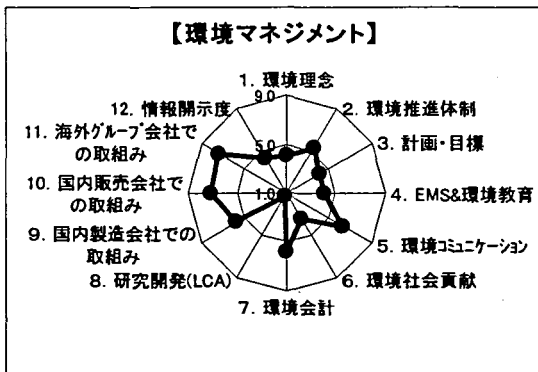 【環境マネジメント】
1. 環境理念
9.0
12. 情報開示度
2. 環境推進体制
11. 海外グループ会社で
の取組み
5.0
3. 計画・目標
10. 国内販売会社で
の取組み
1.0
4. EMS&環境教育
9. 国内製造会社での
取組み
5. 環境コミュニケーション
8. 研究開発(LCA)
6. 環境社会貢献
7. 環境会計